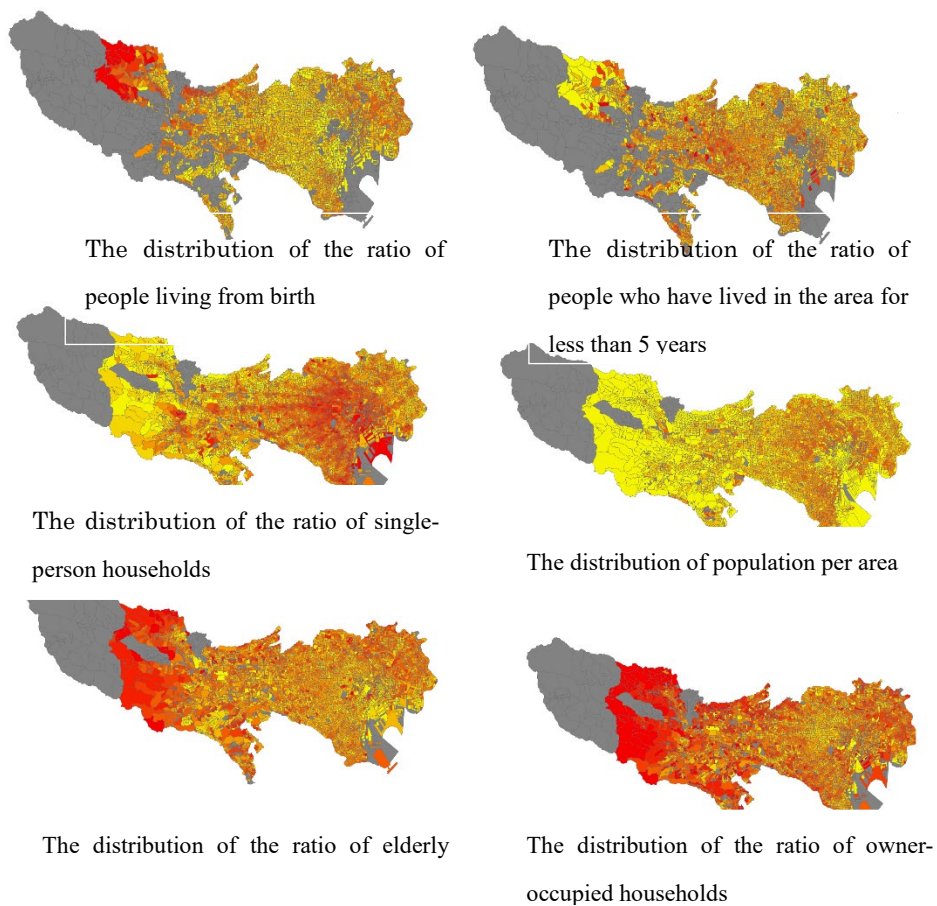 The distribution of the ratio of
people living from birth
The distribution of the ratio of
people who have lived in the area for
less than 5 years
The distribution of the ratio of single-
person households
The distribution of population per area
The distribution of the ratio of elderly
The distribution of the ratio of owner-
occupied households